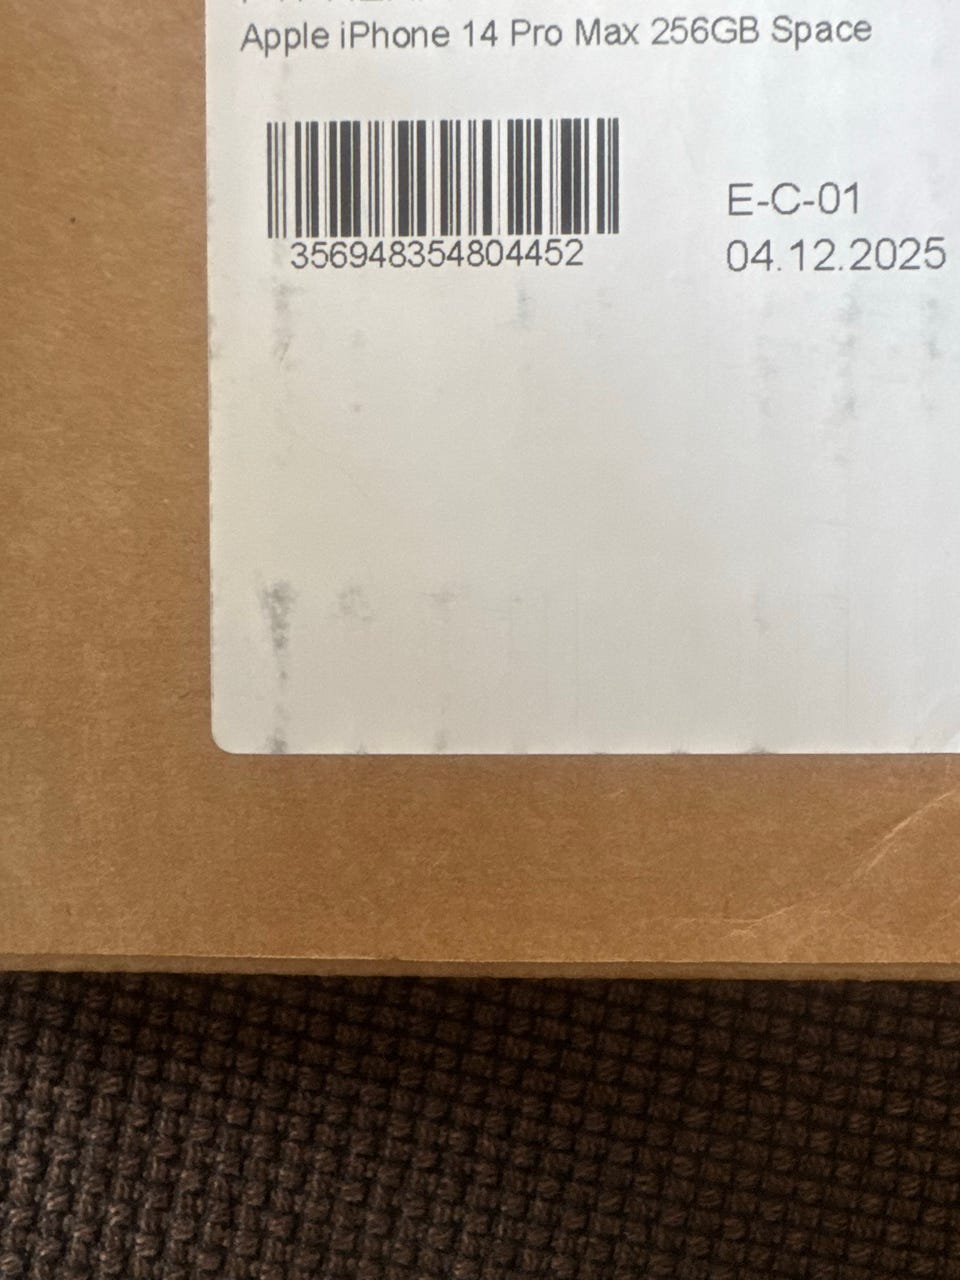 Apple iPhone 14 Pro Max 256GB Space
356948354804452
E-C-01
04.12.2025